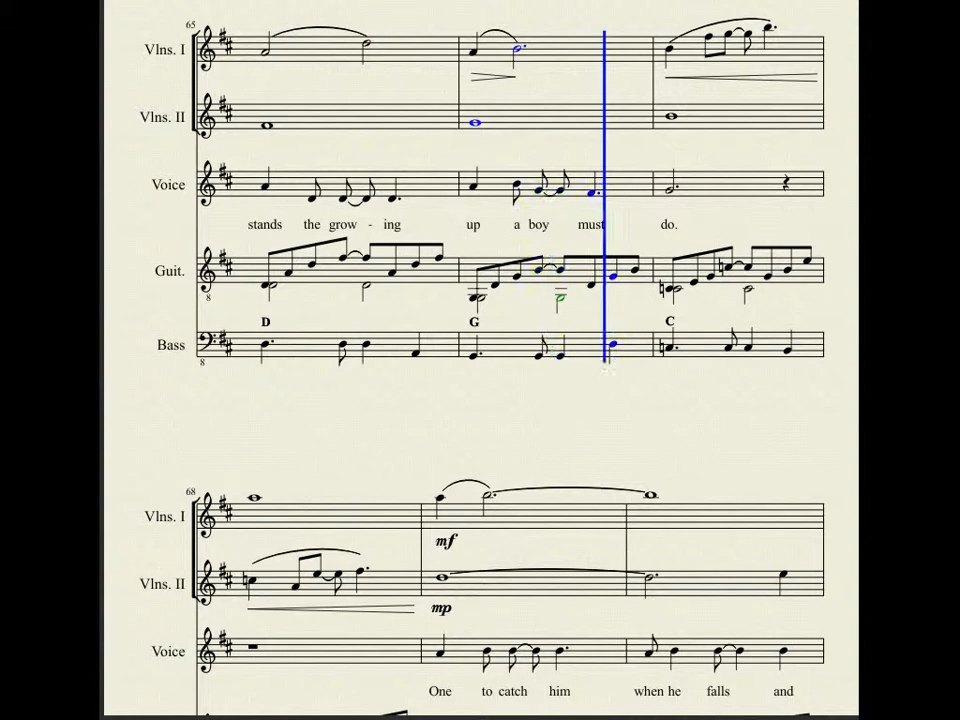 65
Vlns. I
Vlns. II
Voice
stands the grow - ing up a boy must do.
Guit.
8
D G C
Bass
8
68
Vlns. I
mf
Vlns. II
mp
Voice
One to catch him when he falls and